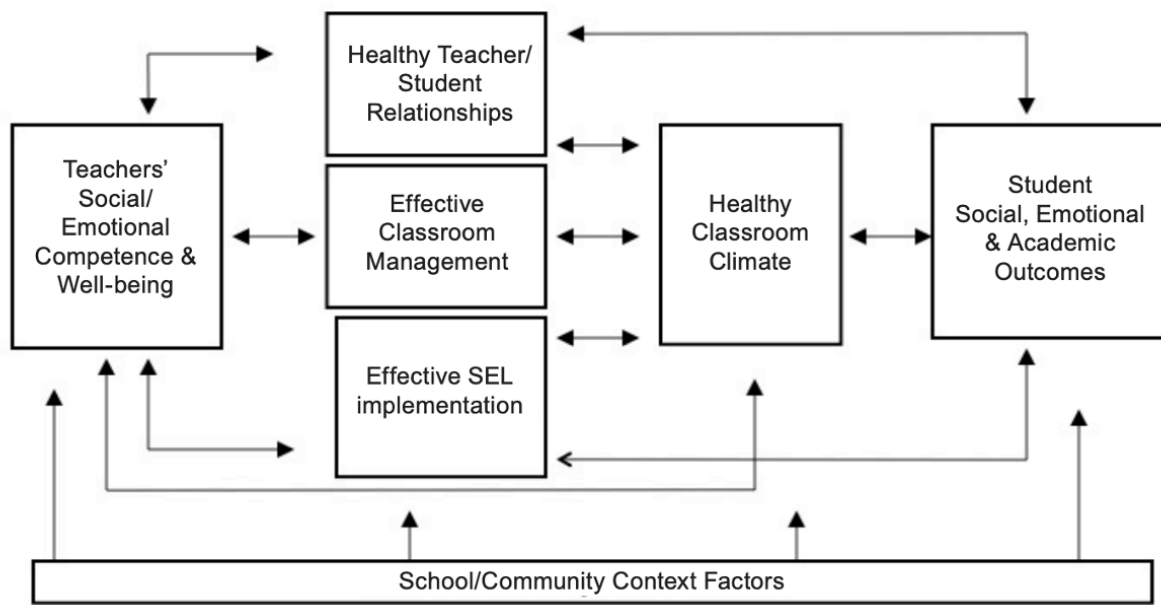 Healthy Teacher/
Student
Relationships
Teachers'
Social/
Emotional
Competence &
Well-being
Effective
Classroom
Management
Healthy
Classroom
Climate
Student
Social, Emotional
& Academic
Outcomes
Effective SEL
implementation
School/Community Context Factors